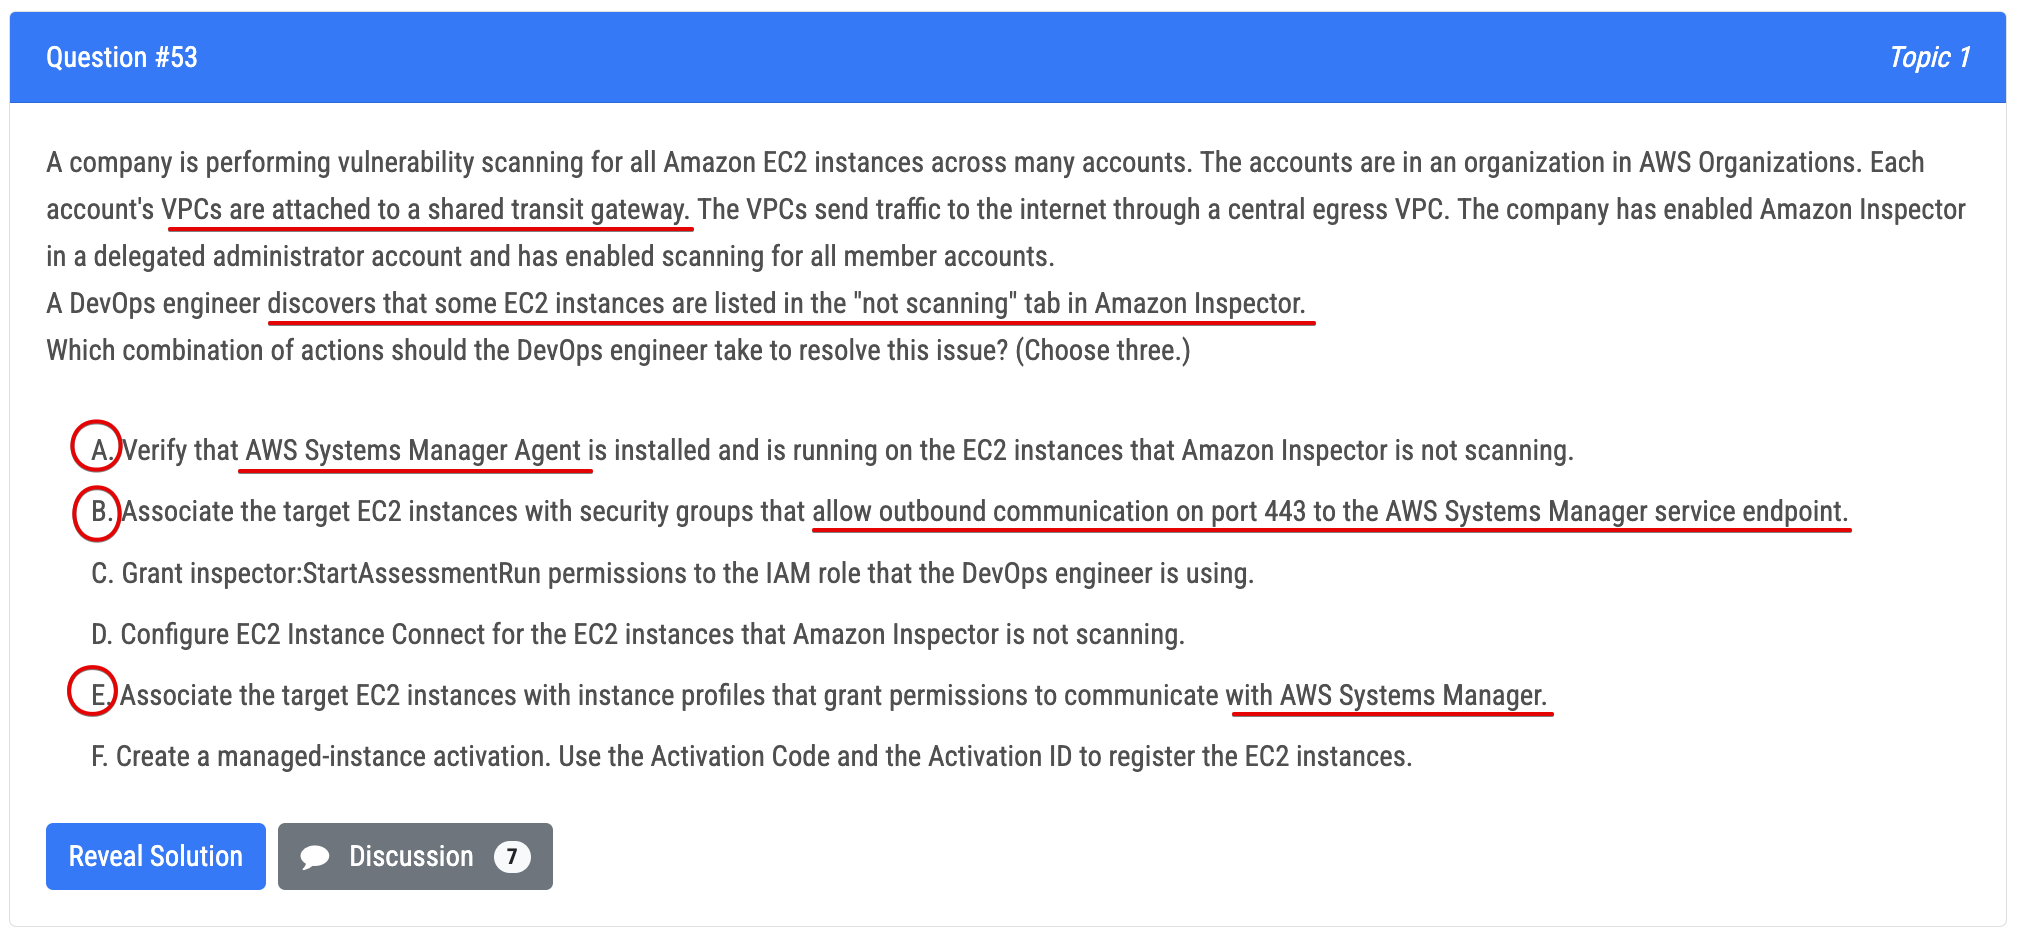 Question #53
Topic 1
A company is performing vulnerability scanning for all Amazon EC2 instances across many accounts. The accounts are in an organization in AWS Organizations. Each
account's VPCs are attached to a shared transit gateway. The VPCs send traffic to the internet through a central egress VPC. The company has enabled Amazon Inspector
in a delegated administrator account and has enabled scanning for all member accounts.
A DevOps engineer discovers that some EC2 instances are listed in the "not scanning" tab in Amazon Inspector.
Which combination of actions should the DevOps engineer take to resolve this issue? (Choose three.)
A. Verify that AWS Systems Manager Agent is installed and is running on the EC2 instances that Amazon Inspector is not scanning.
B. Associate the target EC2 instances with security groups that allow outbound communication on port 443 to the AWS Systems Manager service endpoint.
C. Grant inspector:StartAssessmentRun permissions to the IAM role that the DevOps engineer is using.
D. Configure EC2 Instance Connect for the EC2 instances that Amazon Inspector is not scanning.
E. Associate the target EC2 instances with instance profiles that grant permissions to communicate with AWS Systems Manager.
F. Create a managed-instance activation. Use the Activation Code and the Activation ID to register the EC2 instances.
Reveal Solution
Discussion 7